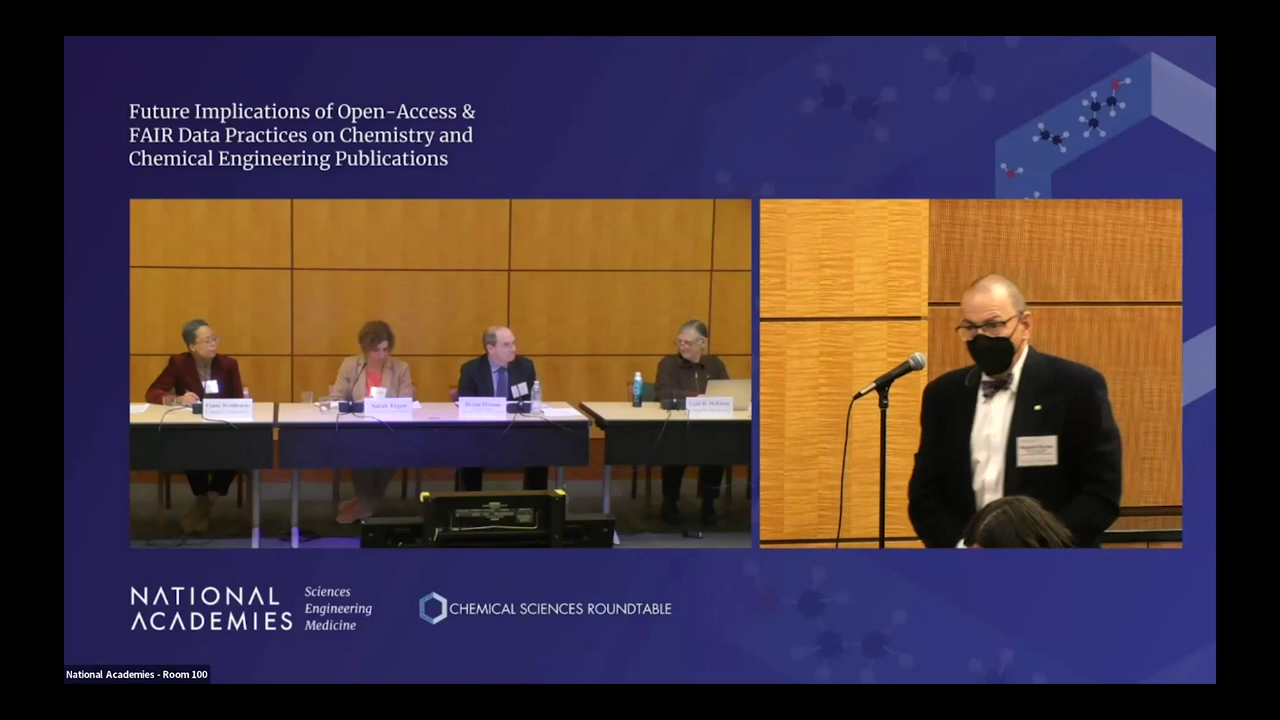 Future Implications of Open-Access &
FAIR Data Practices on Chemistry and
Chemical Engineering Publications
NATIONAL
ACADEMIES
Sciences
Engineering
Medicine
CHEMICAL SCIENCES ROUNDTABLE
National Academies - Room 100